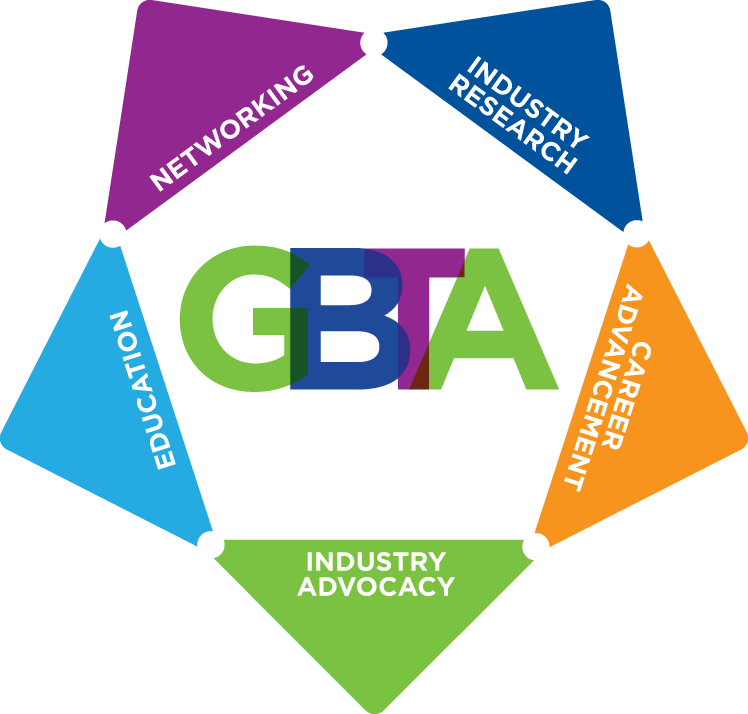 NETWORKING
INDUSTRY
RESEARCH
GBTA
EDUCATION
CAREER
ADVANCEMENT
INDUSTRY
ADVOCACY